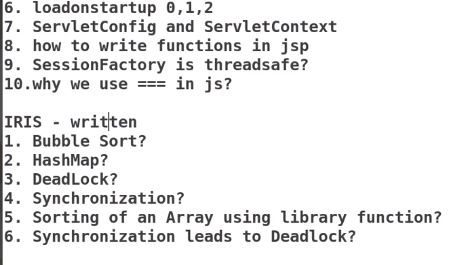 6. loadonstartup 0,1,2
7. ServletConfig and ServletContext
8. how to write functions in jsp
9. SessionFactory is threadsafe?
10.why we use === in js?
IRIS - written
1. Bubble Sort?
2. HashMap?
3. DeadLock?
4. Synchronization?
5. Sorting of an Array using library function?
6. Synchronization leads to Deadlock?